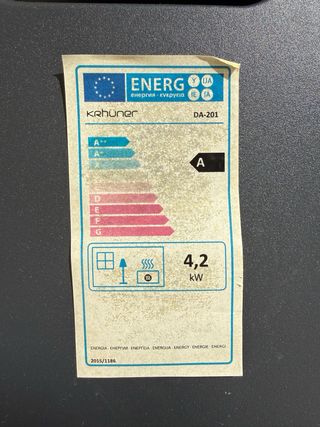 ENERG Y IJA
енергия · ενεργεια IE IA
KRHÜNER DA-201
A++
A+
A
D
E
F
G
4,2
kW
ENERGIA · ЕНЕРГИЯ · ΕΝΕΡΓΕΙΑ · ENERGIJA · ENERGY · ENERGIE · ENERGI
2015/1186